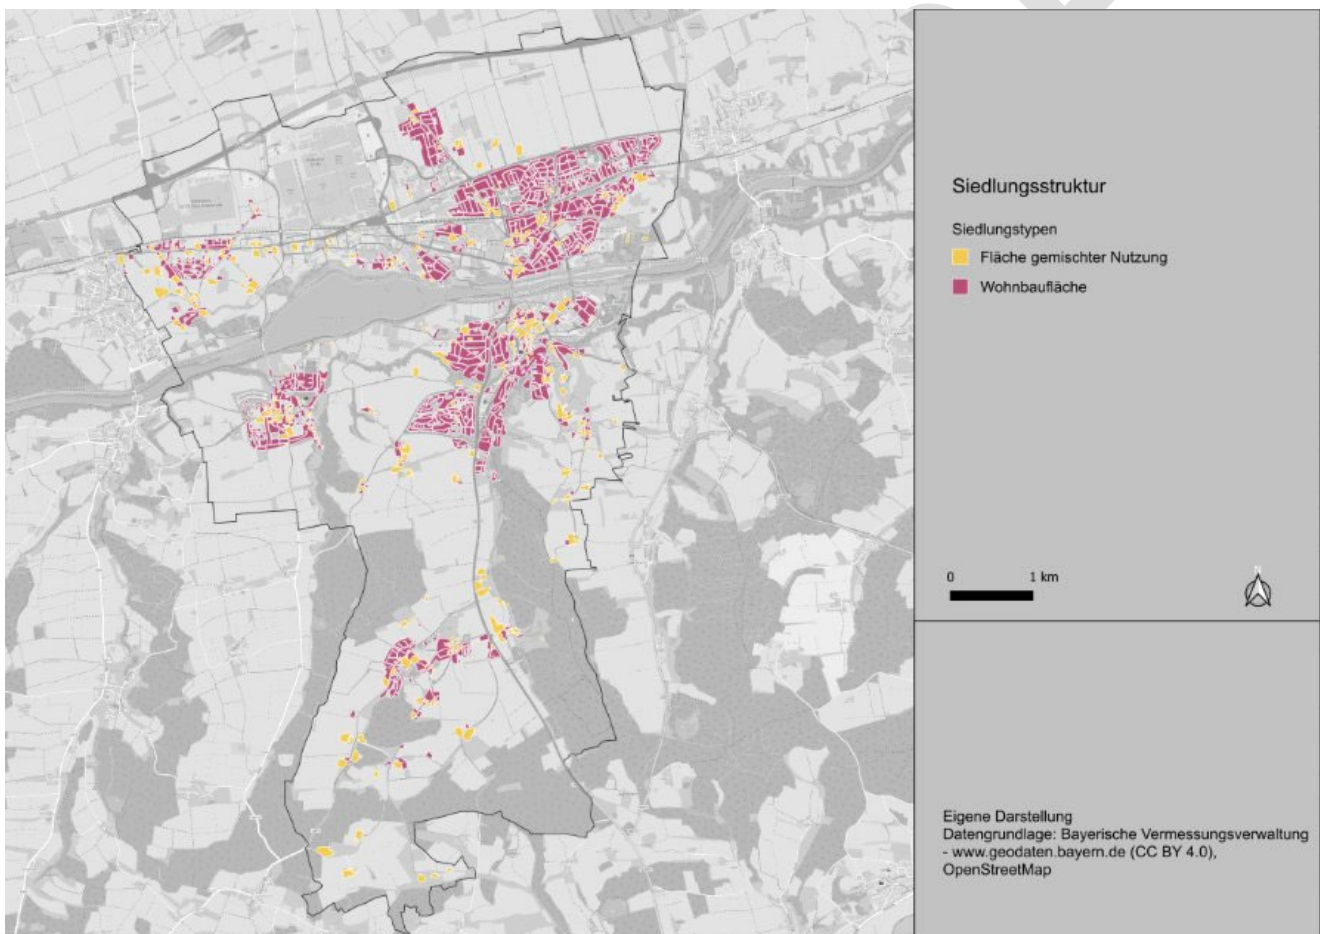 Siedlungsstruktur
Siedlungstypen
Fläche gemischter Nutzung
Wohnbaufläche
0 1 km
N
Eigene Darstellung
Datengrundlage: Bayerische Vermessungsverwaltung
- www.geodaten.bayern.de (CC BY 4.0),
OpenStreetMap